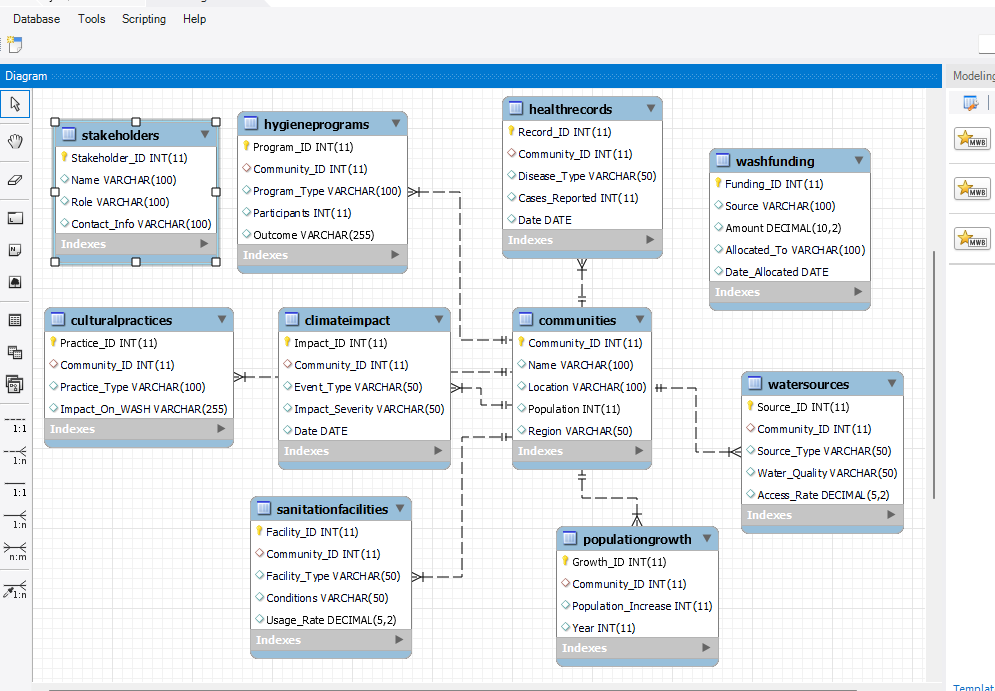 Database Tools Scripting Help
Diagram
Modeling
stakeholders
Stakeholder_ID INT(11)
Name VARCHAR(100)
Role VARCHAR(100)
Contact_Info VARCHAR(100)
Indexes
hygieneprograms
Program_ID INT(11)
Community_ID INT(11)
Program_Type VARCHAR(100)
Participants INT(11)
Outcome VARCHAR(255)
Indexes
healthrecords
Record_ID INT(11)
Community_ID INT(11)
Disease_Type VARCHAR(50)
Cases_Reported INT(11)
Date DATE
Indexes
washfunding
Funding_ID INT(11)
Source VARCHAR(100)
Amount DECIMAL(10,2)
Allocated_To VARCHAR(100)
Date_Allocated DATE
Indexes
culturalpractices
Practice_ID INT(11)
Community_ID INT(11)
Practice_Type VARCHAR(100)
Impact_On_WASH VARCHAR(255)
Indexes
climateimpact
Impact_ID INT(11)
Community_ID INT(11)
Event_Type VARCHAR(50)
Impact_Severity VARCHAR(50)
Date DATE
Indexes
communities
Community_ID INT(11)
Name VARCHAR(100)
Location VARCHAR(100)
Population INT(11)
Region VARCHAR(50)
Indexes
watersources
Source_ID INT(11)
Community_ID INT(11)
Source_Type VARCHAR(50)
Water_Quality VARCHAR(50)
Access_Rate DECIMAL(5,2)
Indexes
sanitationfacilities
Facility_ID INT(11)
Community_ID INT(11)
Facility_Type VARCHAR(50)
Conditions VARCHAR(50)
Usage_Rate DECIMAL(5,2)
Indexes
populationgrowth
Growth_ID INT(11)
Community_ID INT(11)
Population_Increase INT(11)
Year INT(11)
Indexes
1:1
1:n
1:1
1:n
n:m
1:n
MWB
MWB
MWB
Templat